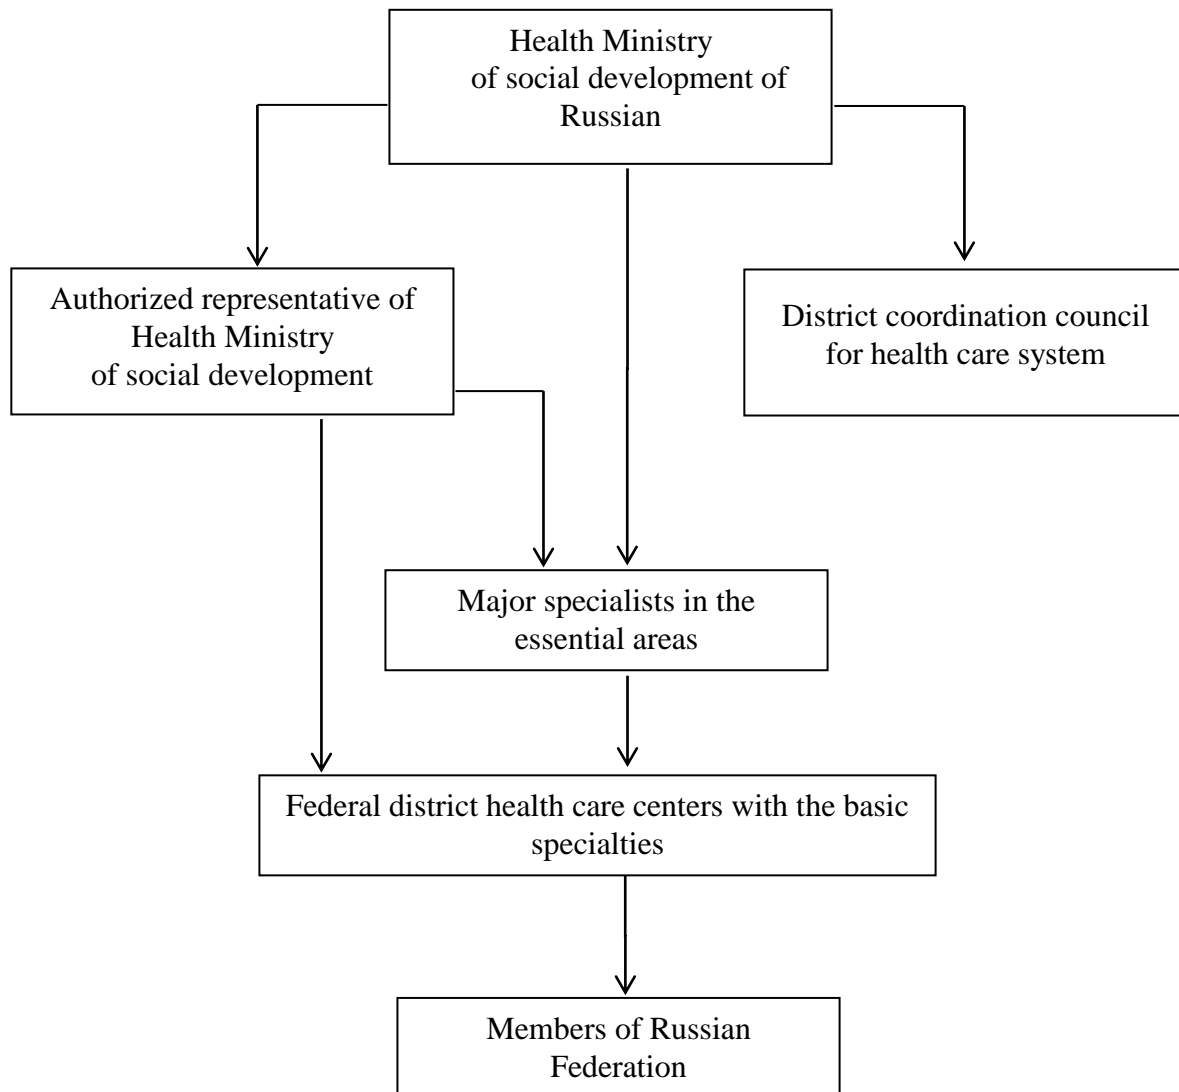 Health Ministry
of social development of
Russian
Authorized representative of
Health Ministry
of social development
District coordination council
for health care system
Major specialists in the
essential areas
Federal district health care centers with the basic
specialties
Members of Russian
Federation